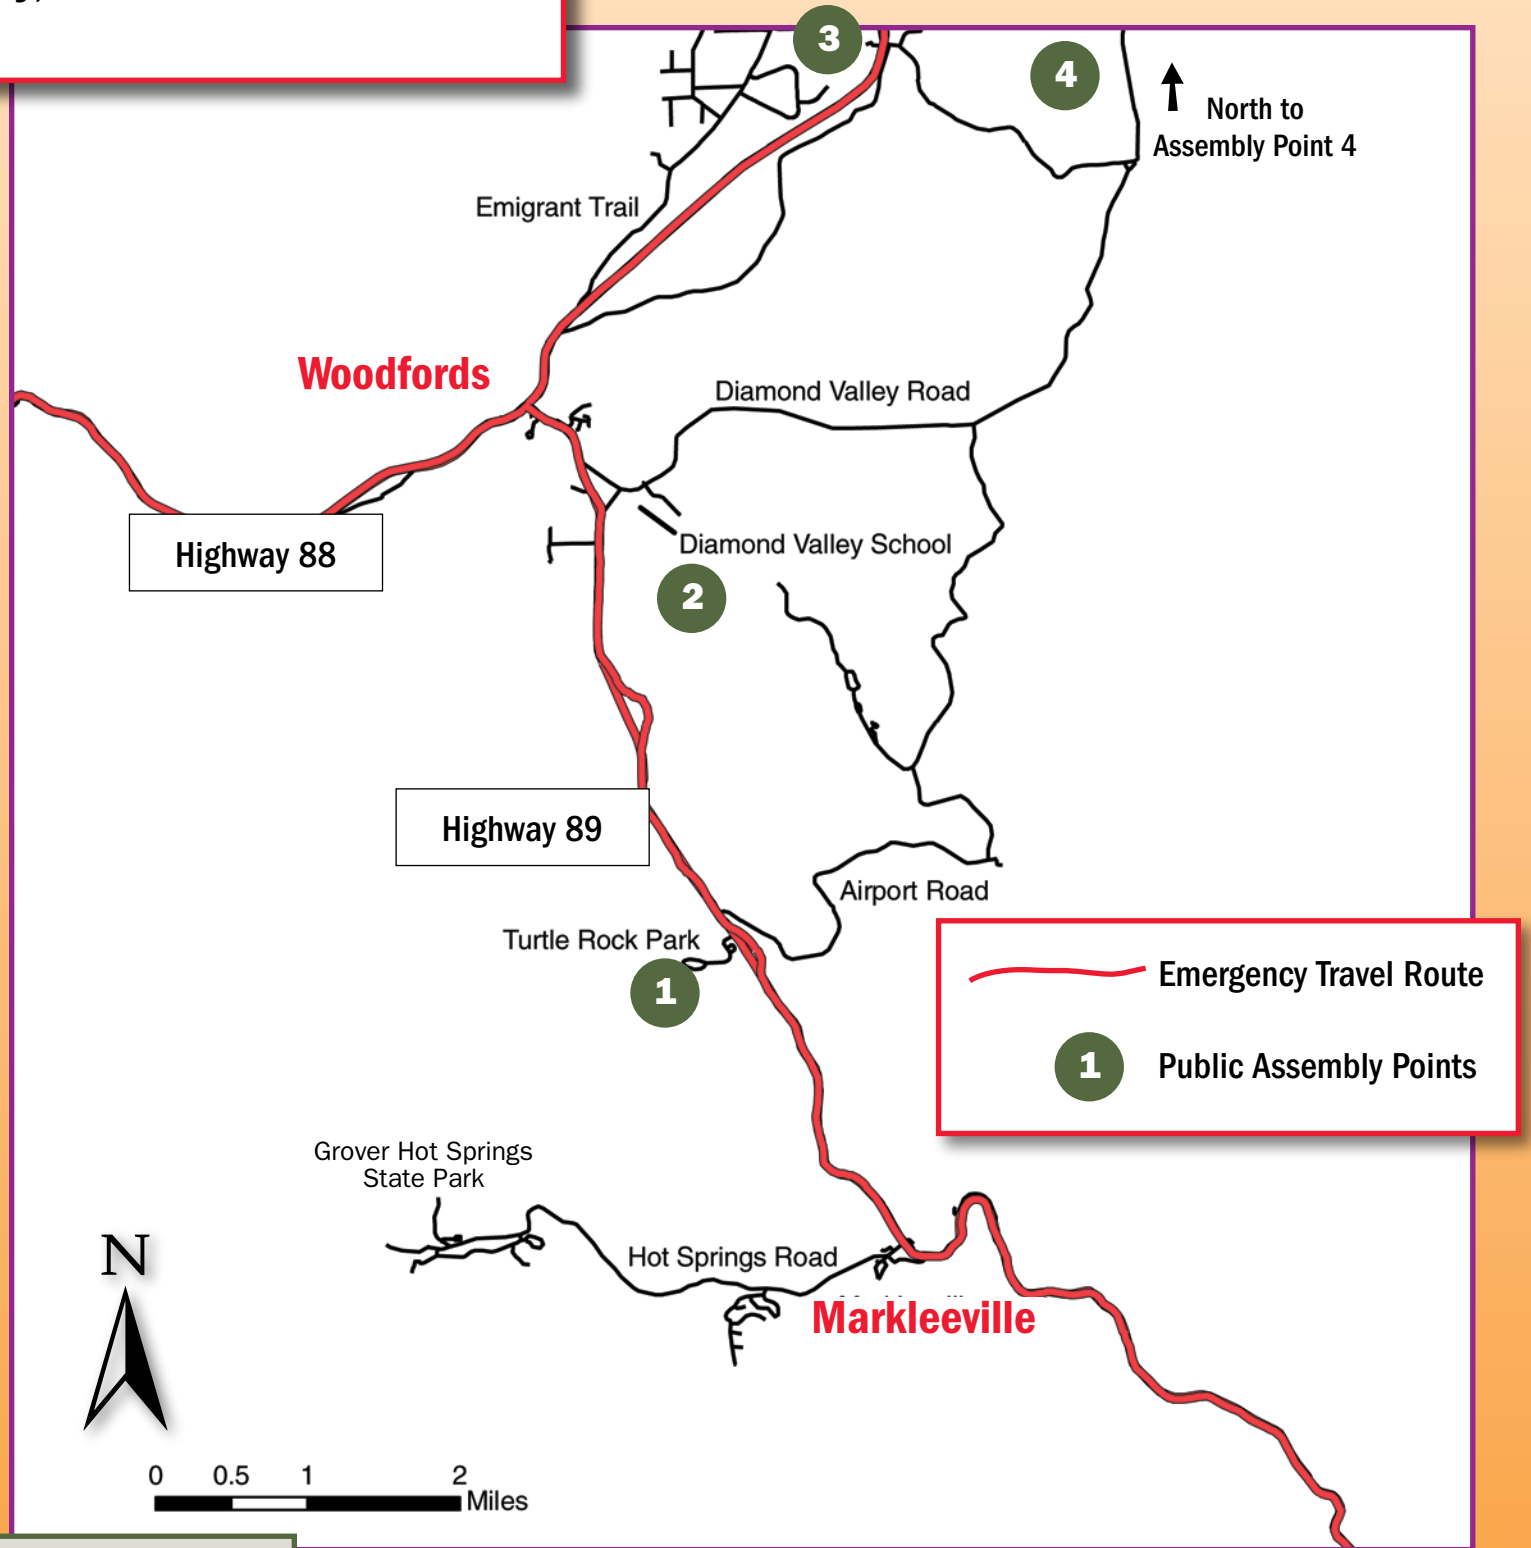 3
4
North to
Assembly Point 4
Emigrant Trail
Woodfords
Diamond Valley Road
Highway 88
Diamond Valley School
2
Highway 89
Airport Road
Turtle Rock Park
1
Emergency Travel Route
1 Public Assembly Points
Grover Hot Springs
State Park
N
Hot Springs Road
Markleeville
0 0.5 1 2
Miles